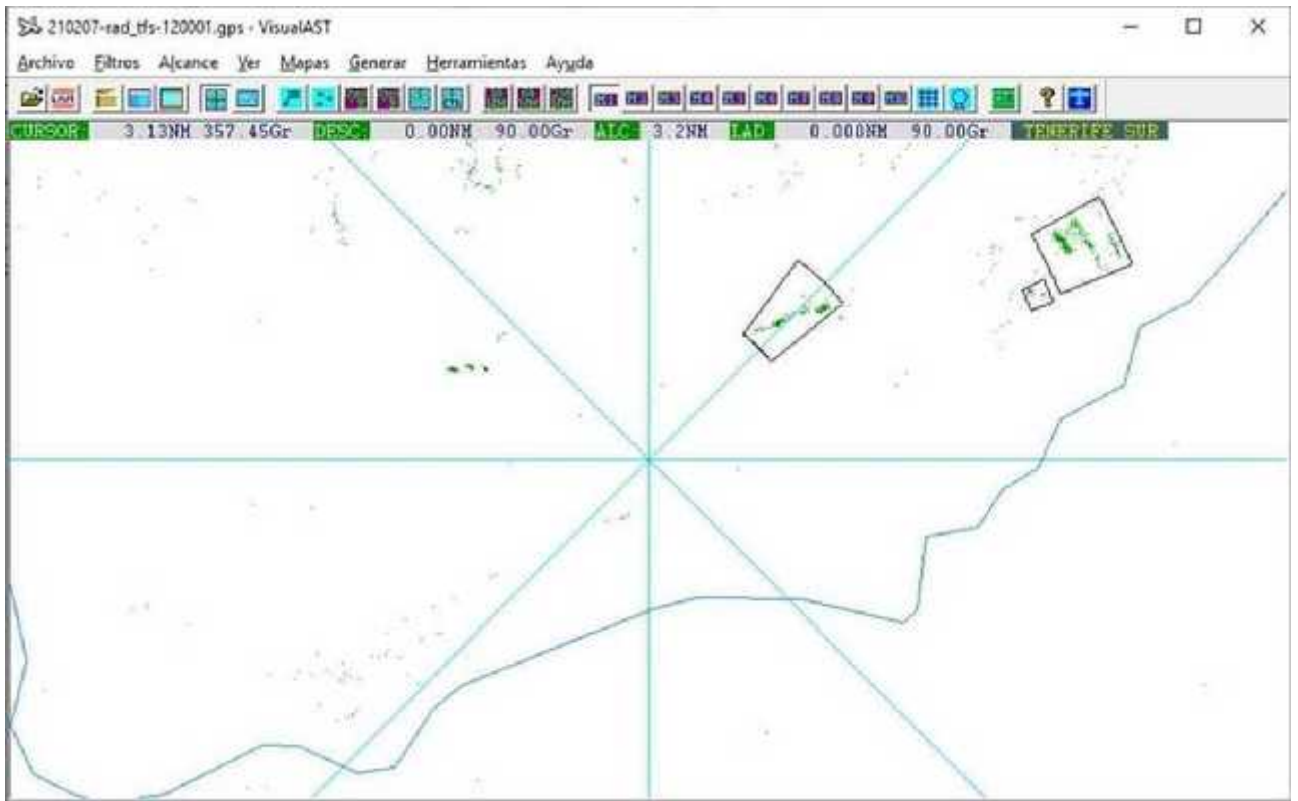 210207-rad_tfs-120001.gps - VisualAST
Archivo Filtros Alcance Ver Mapas Generar Herramientas Ayuda
CURSOR: 3.13NM 357.45Gr DESC: 0.00NM 90.00Gr ALC: 3.2NM LAD: 0.000NM 90.00Gr TENERIFE SUR